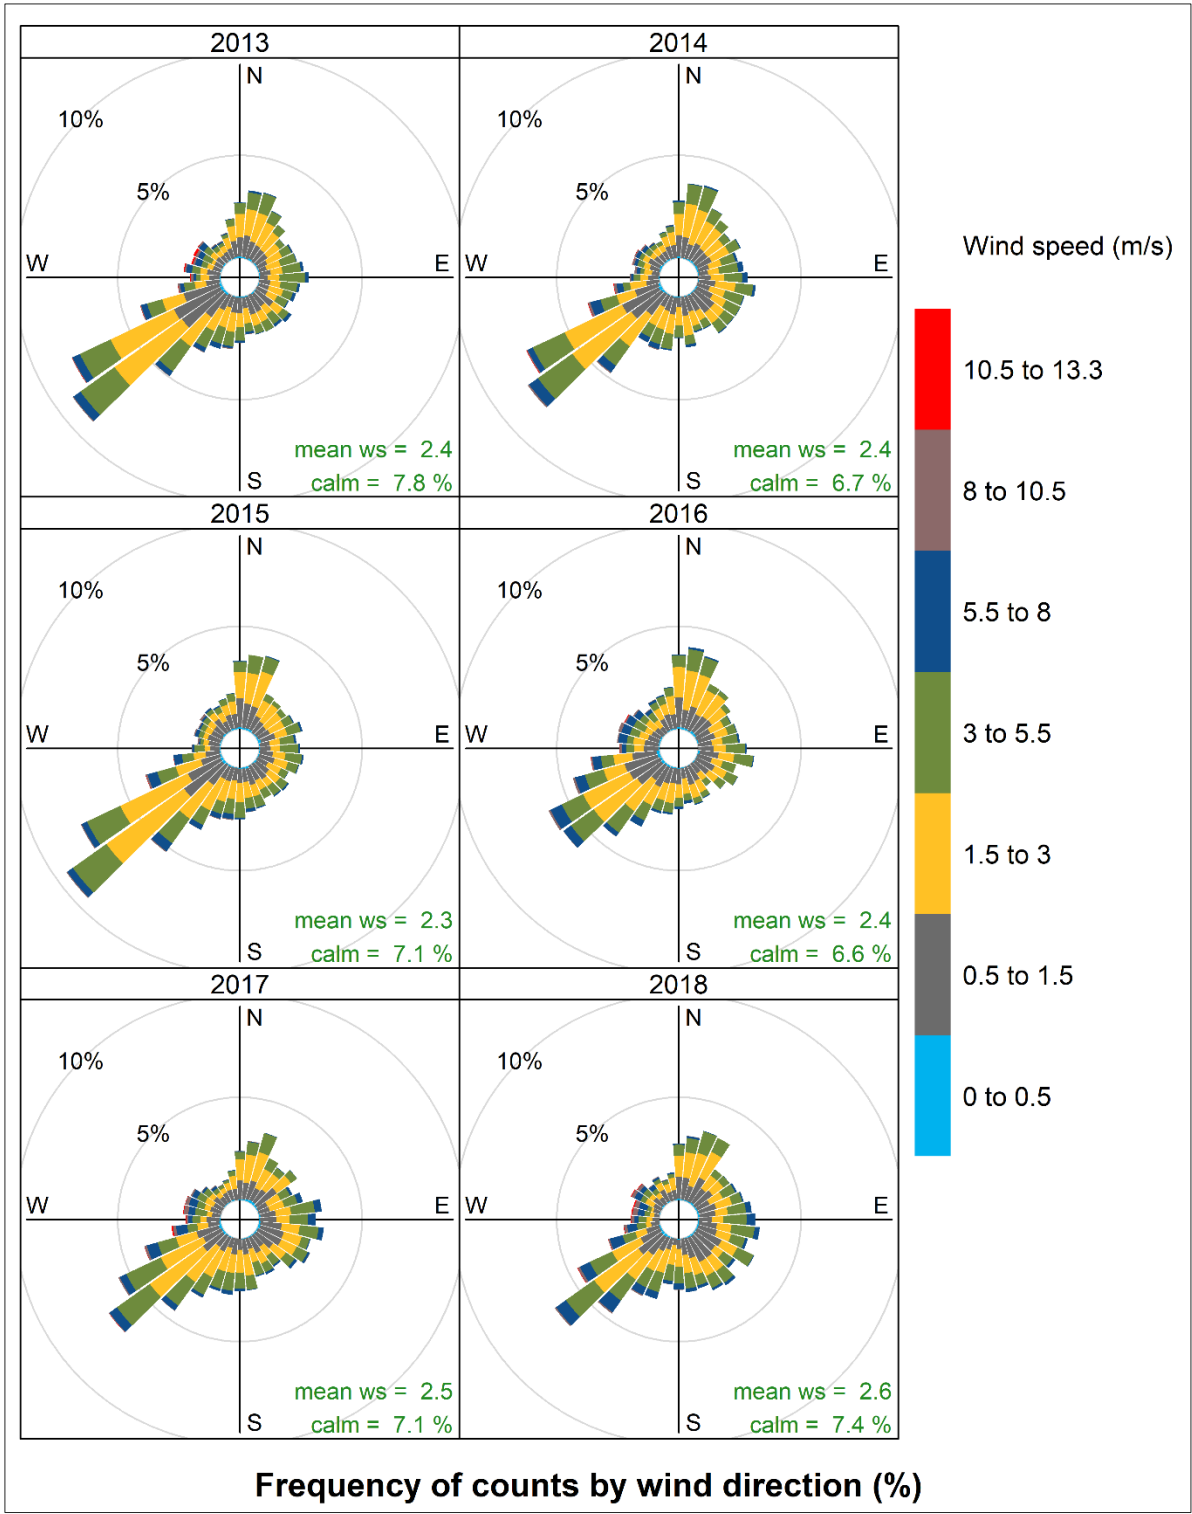 2013
N
10%
5%
W
E
S
mean ws = 2.4
calm = 7.8 %
2014
N
10%
5%
W
E
S
mean ws = 2.4
calm = 6.7 %
2015
N
10%
5%
W
E
S
mean ws = 2.3
calm = 7.1 %
2016
N
10%
5%
W
E
S
mean ws = 2.4
calm = 6.6 %
2017
N
10%
5%
W
E
S
mean ws = 2.5
calm = 7.1 %
2018
N
10%
5%
W
E
S
mean ws = 2.6
calm = 7.4 %
Wind speed (m/s)
10.5 to 13.3
8 to 10.5
5.5 to 8
3 to 5.5
1.5 to 3
0.5 to 1.5
0 to 0.5
Frequency of counts by wind direction (%)